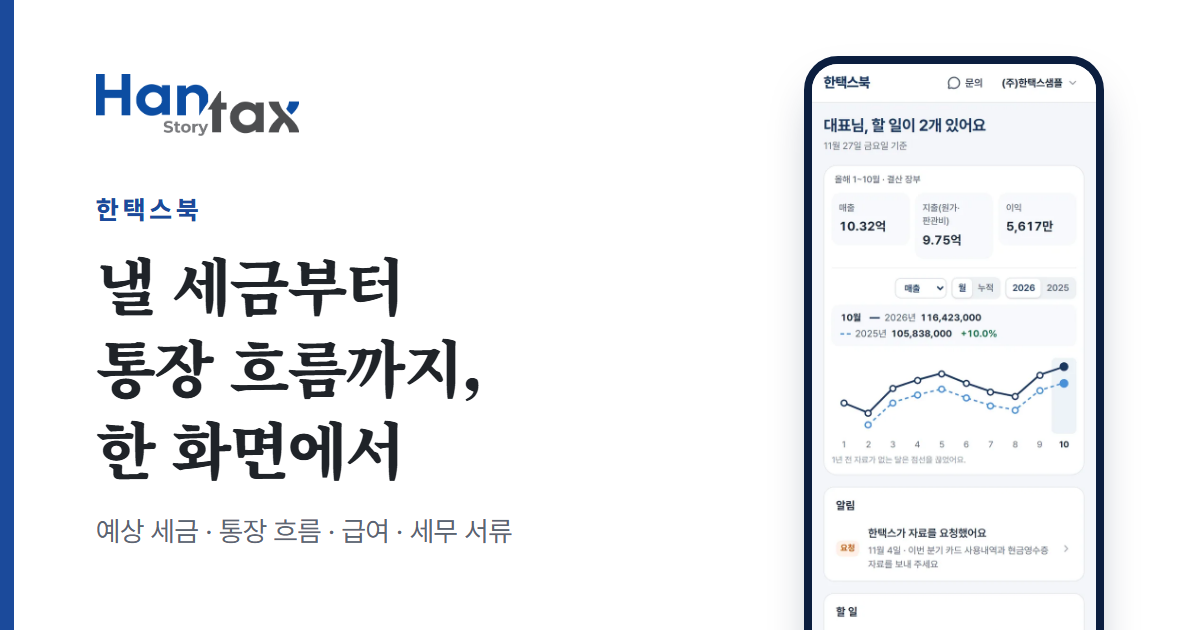 Hantax
Story
한택스북
낼 세금부터
통장 흐름까지,
한 화면에서
예상 세금 · 통장 흐름 · 급여 · 세무 서류
한택스북 문의 (주)한택스샘플
대표님, 할 일이 2개 있어요
11월 27일 금요일 기준
올해 1~10월 · 결산 장부
매출
10.32억
지출(원가·
판관비)
9.75억
이익
5,617만
매출 월 누적 2026 2025
10월 2026년 116,423,000
2025년 105,838,000 +10.0%
1 2 3 4 5 6 7 8 9 10
1년 전 자료가 없는 달은 점선을 끊었어요.
알림
요청
한택스가 자료를 요청했어요
11월 4일 · 이번 분기 카드 사용내역과 현금영수증
자료를 보내 주세요
할 일